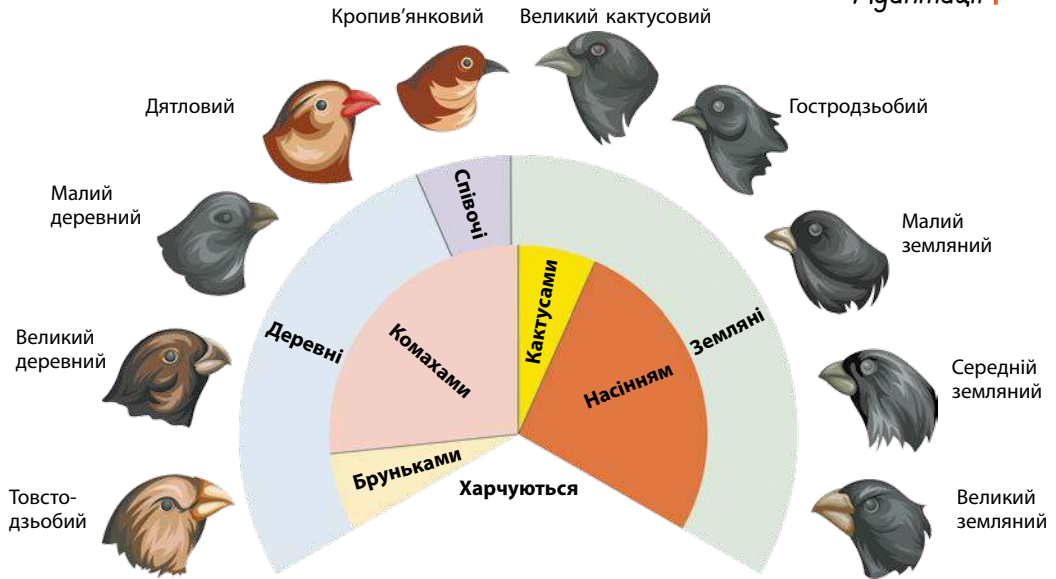 Адаптації
Кропив'янковий
Великий кактусовий
Дятловий
Гостродзьобий
Малий
деревний
Малий
земляний
Великий
деревний
Середній
земляний
Товсто-
дзьобий
Великий
земляний
Співочі
Деревні
Земляні
Комахами
Кактусами
Насінням
Бруньками
Харчуються